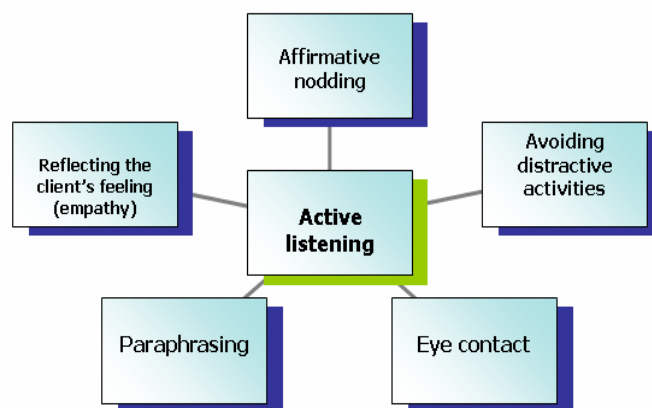 Affirmative
nodding
Reflecting the
client's feeling
(empathy)
Avoiding
distractive
activities
Active
listening
Paraphrasing
Eye contact